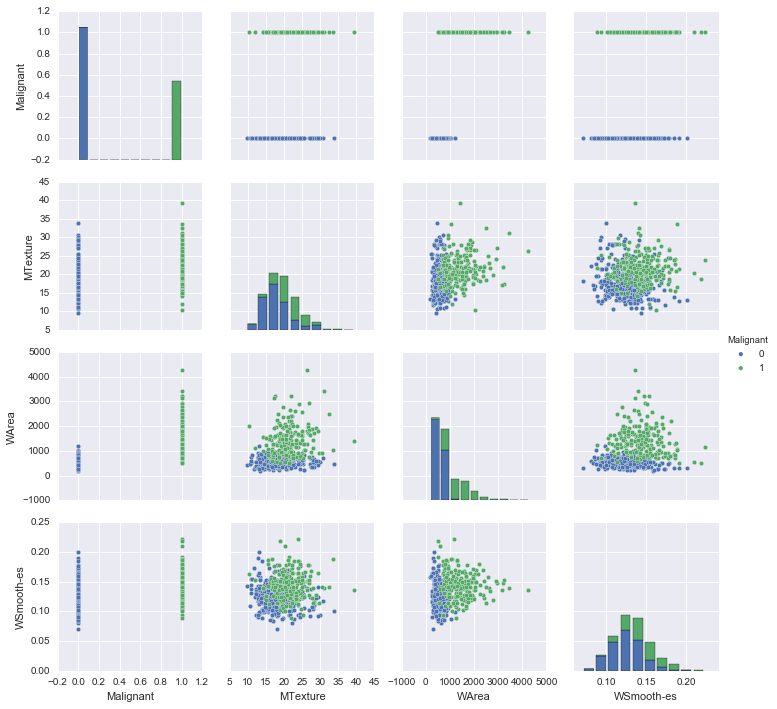 1.2
1.0
0.8
0.6
0.4
0.2
0.0
−0.2
Malignant
45
40
35
30
25
20
15
10
5
MTexture
Malignant
0
1
5000
4000
3000
2000
1000
0
−1000
WArea
0.25
0.20
0.15
0.10
0.05
0.00
WSmooth-es
−0.2 0.0 0.2 0.4 0.6 0.8 1.0 1.2
5 10 15 20 25 30 35 40 45
−1000 0 1000 2000 3000 4000 5000
0.10 0.15 0.20
Malignant
MTexture
WArea
WSmooth-es